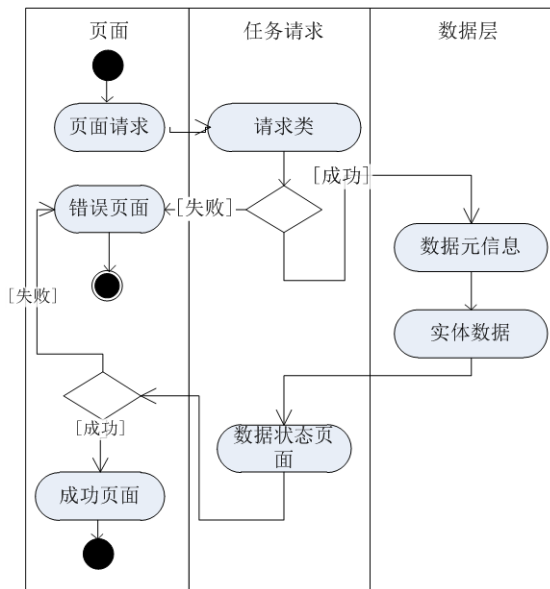 页面
任务请求
数据层
页面请求
请求类
[成功]
错误页面
[失败]
数据元信息
[失败]
实体数据
[成功]
数据状态页
面
成功页面